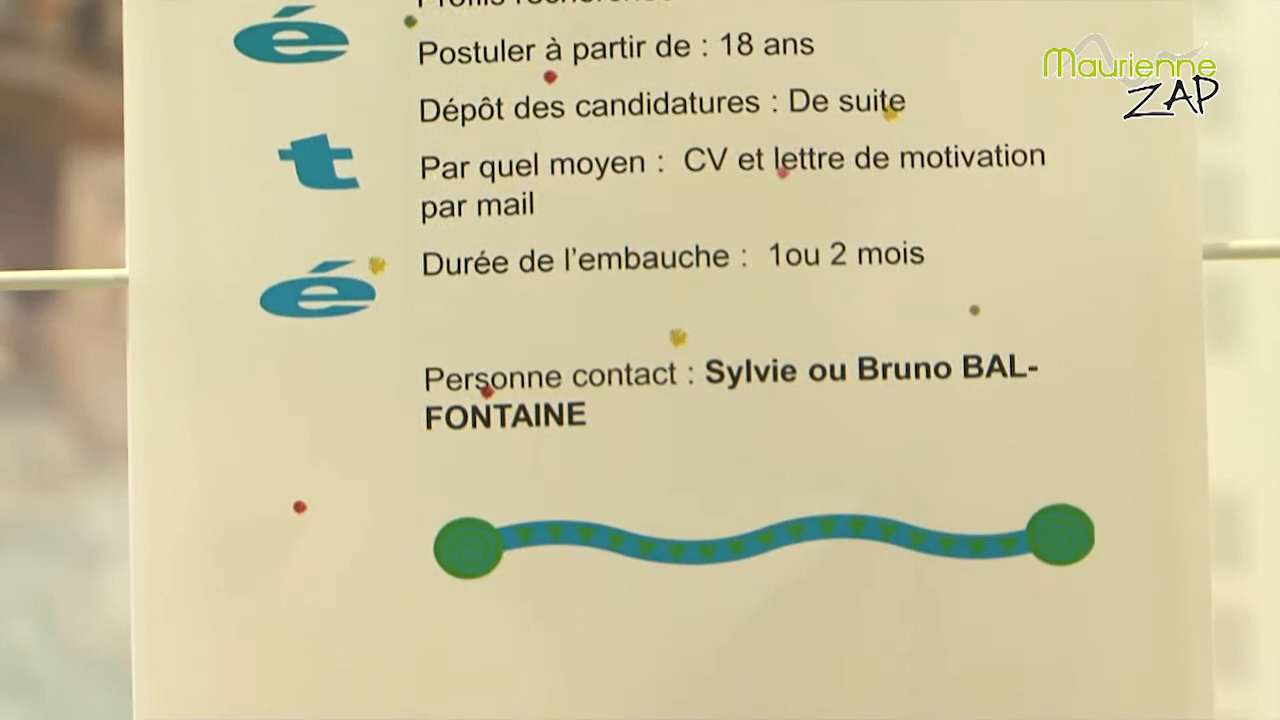 é
Postuler à partir de : 18 ans
Maurienne
ZAP
Dépôt des candidatures : De suite
t
Par quel moyen : CV et lettre de motivation
par mail
Durée de l'embauche : 1ou 2 mois
é
Personne contact : Sylvie ou Bruno BAL-
FONTAINE